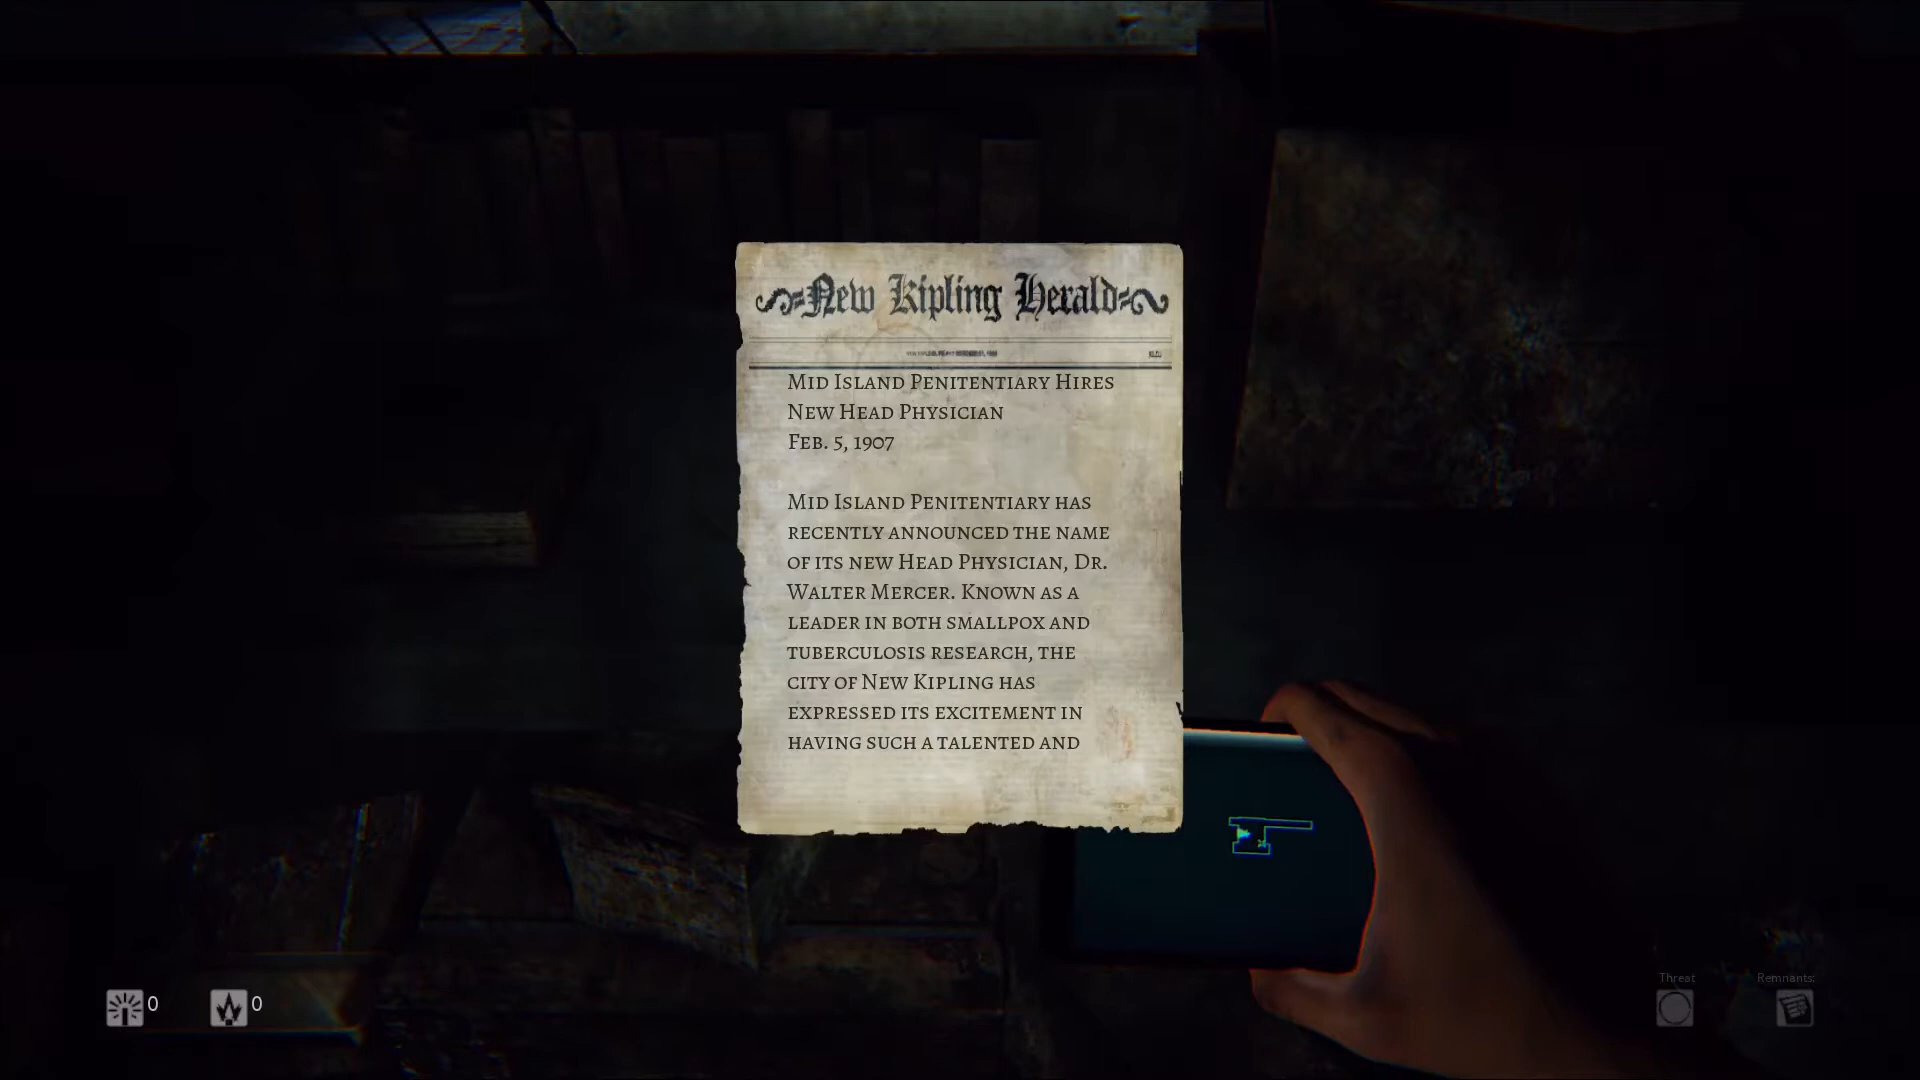 New Kipling Herald
Mid Island Penitentiary Hires
New Head Physician
Feb. 5, 1907
Mid Island Penitentiary has
recently announced the name
of its new Head Physician, Dr.
Walter Mercer. Known as a
leader in both smallpox and
tuberculosis research, the
city of New Kipling has
expressed its excitement in
having such a talented and
Threat
Remnants:
0
0